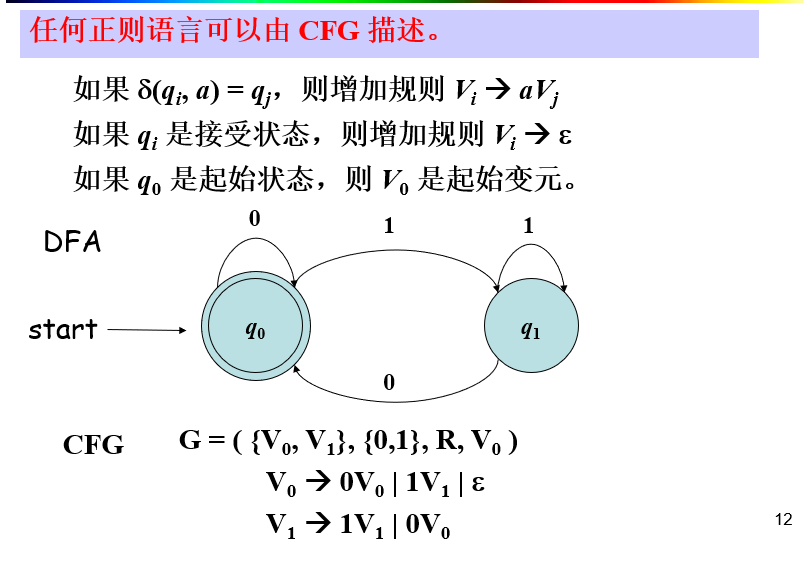 任何正则语言可以由 CFG 描述。
如果 δ(qi, a) = qj，则增加规则 Vi → aVj
如果 qi 是接受状态，则增加规则 Vi → ε
如果 q0 是起始状态，则 V0 是起始变元。
0
1
1
DFA
start
q0
q1
0
CFG
G = ( {V0, V1}, {0,1}, R, V0 )
V0 → 0V0 | 1V1 | ε
V1 → 1V1 | 0V0
12